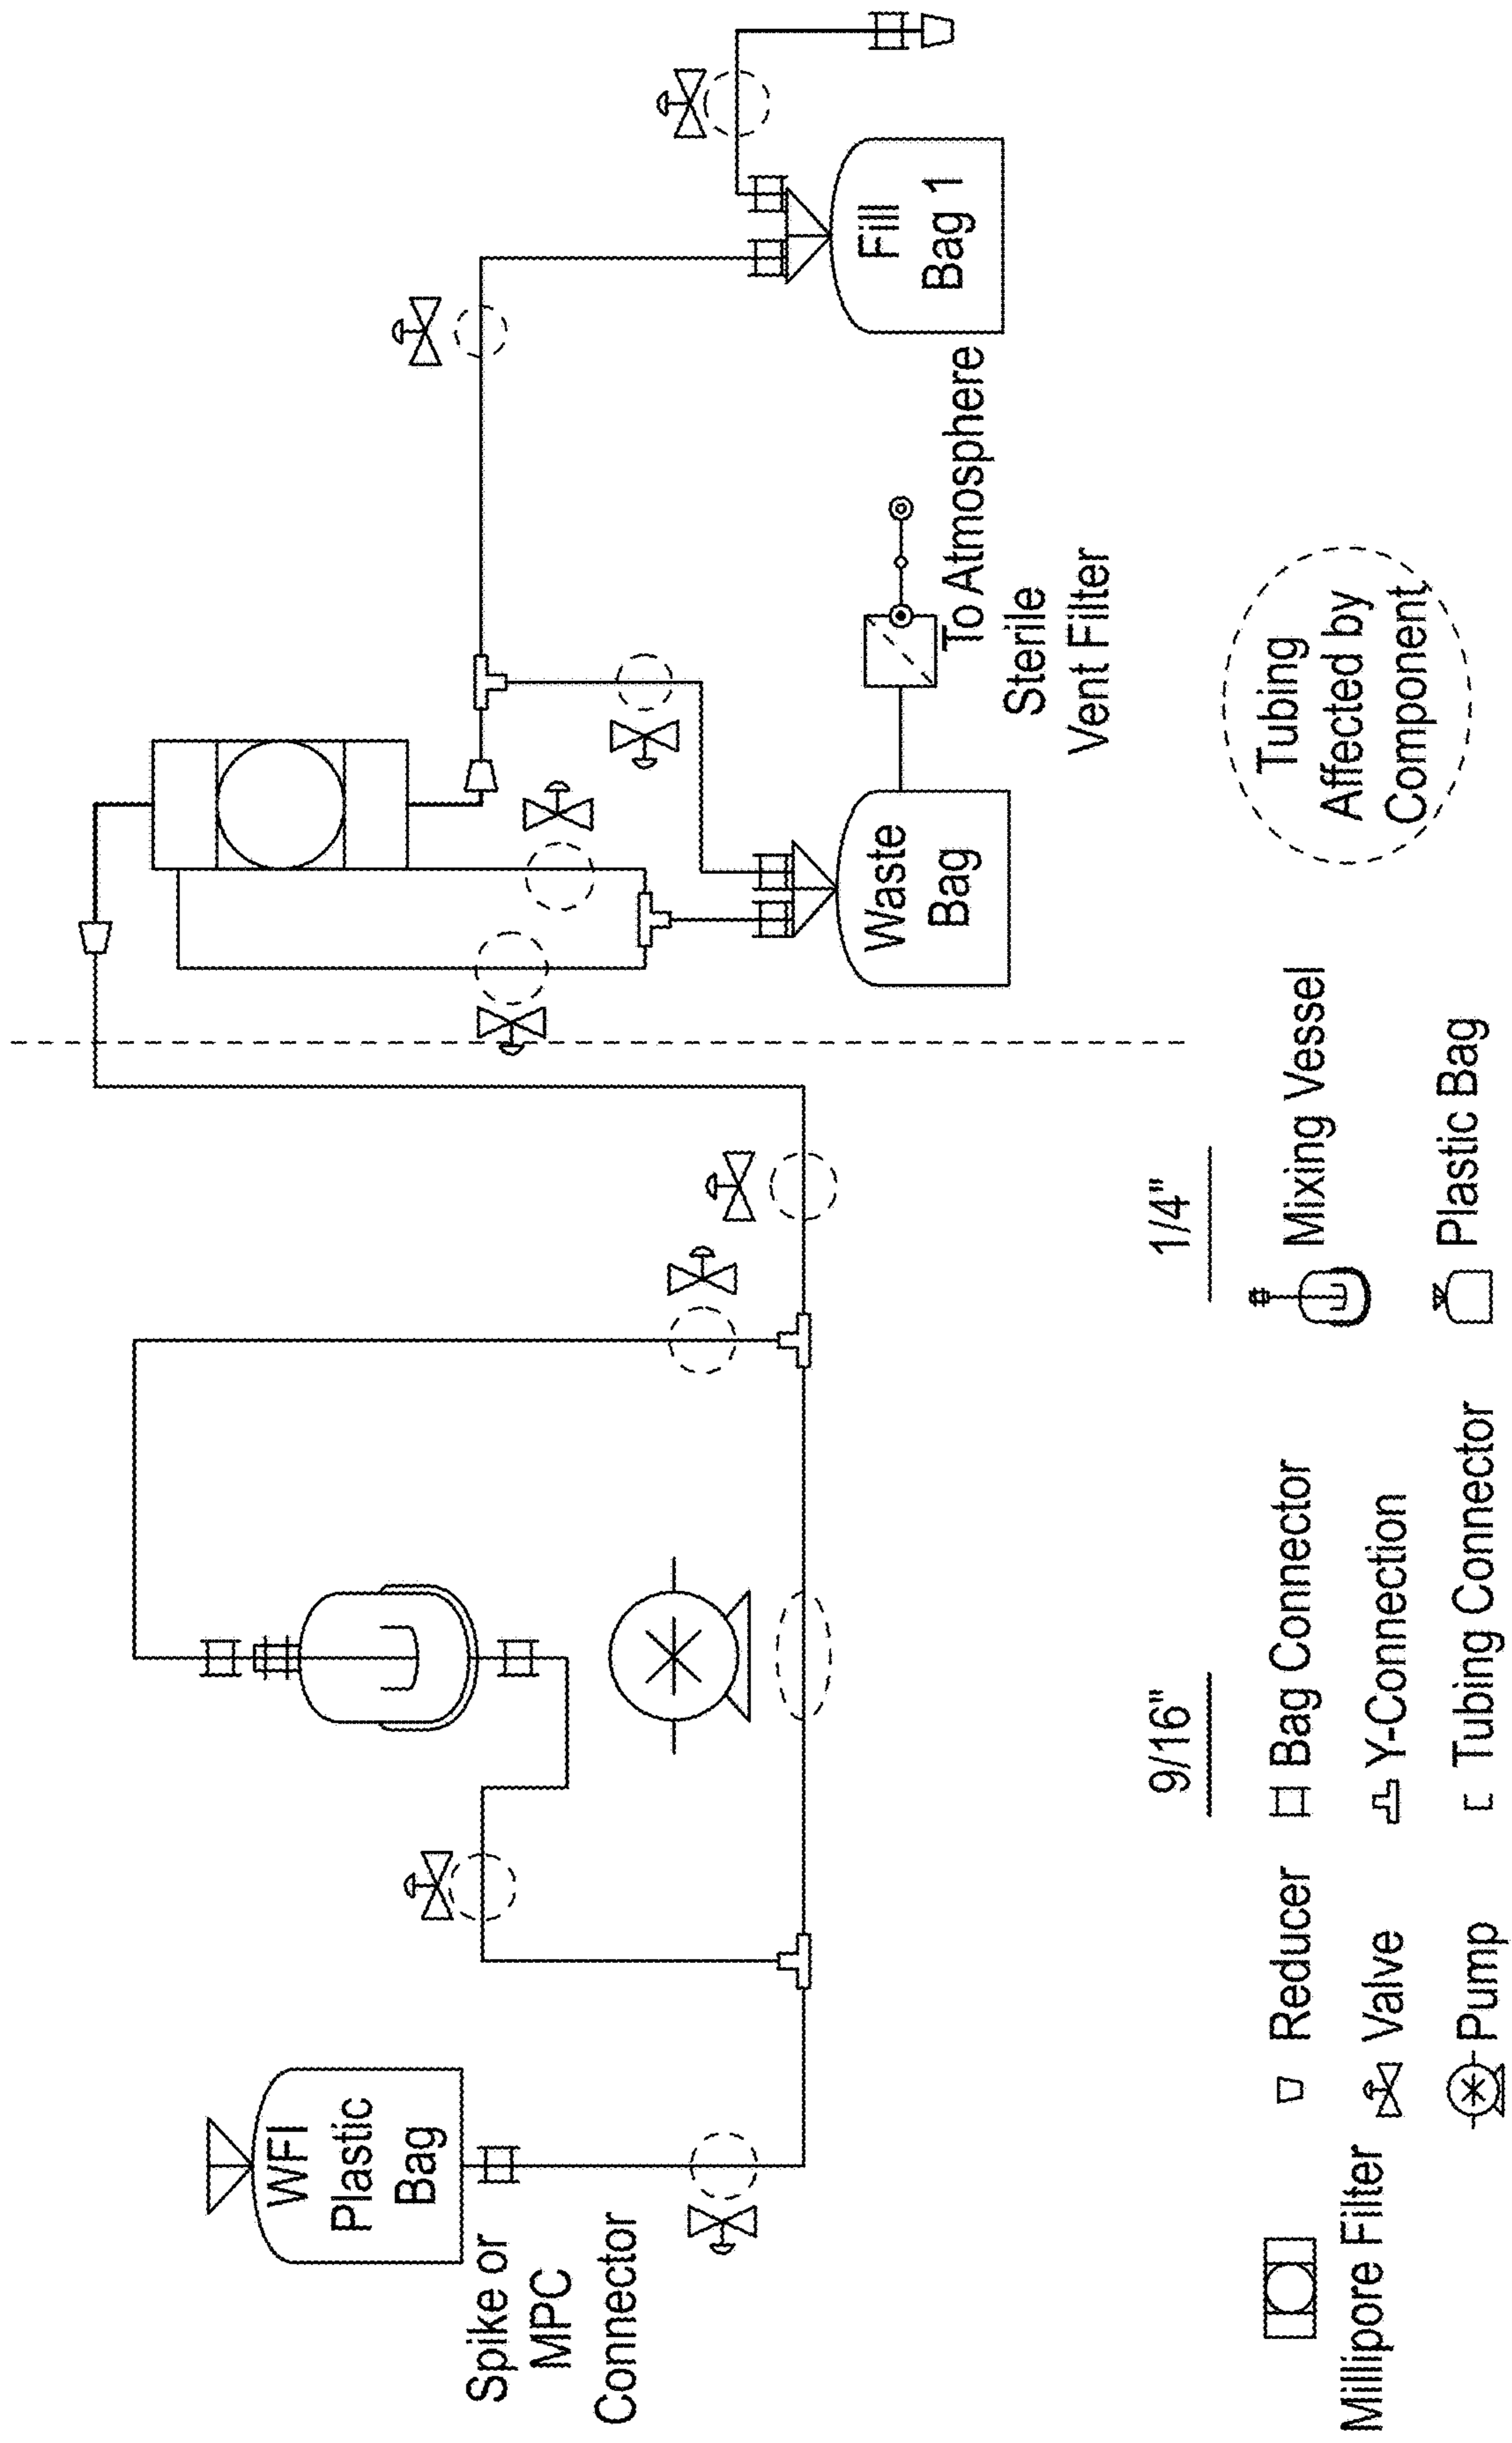 WFI
Plastic
Bag
Spike or
MPC
Connector
Waste
Bag
To Atmosphere
Sterile
Vent Filter
Fill
Bag 1
9/16"
1/4"
Tubing
Affected by
Component
Millipore Filter
Reducer
Bag Connector
Mixing Vessel
Valve
Y-Connection
Pump
Tubing Connector
Plastic Bag